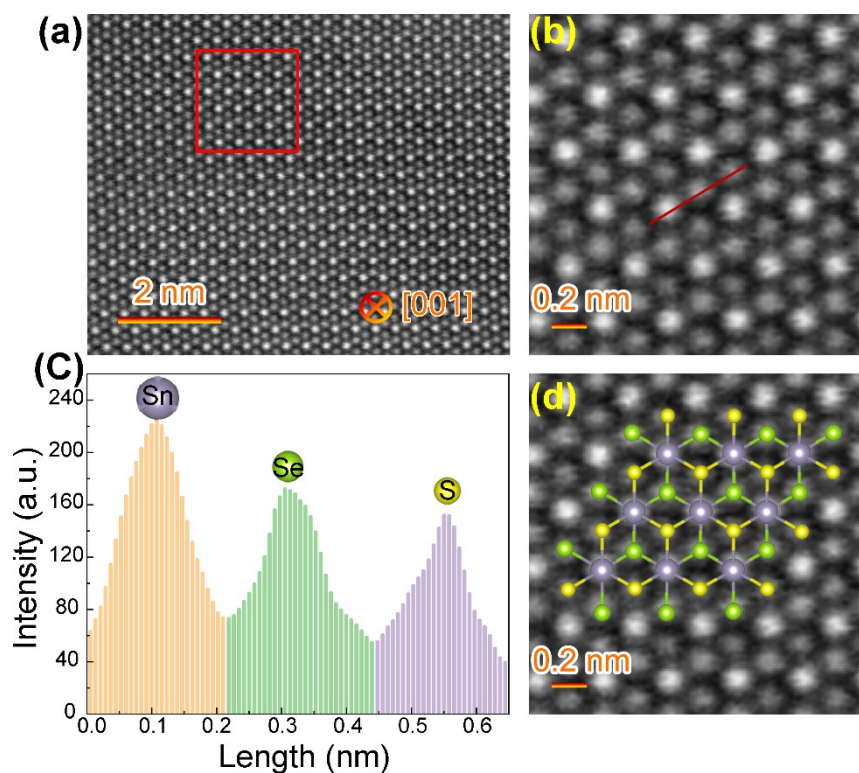 (a)
2 nm
[001]
(b)
0.2 nm
(C)
Sn
Se
S
240
200
160
120
80
40
0
0.0 0.1 0.2 0.3 0.4 0.5 0.6
Intensity (a.u.)
Length (nm)
(d)
0.2 nm